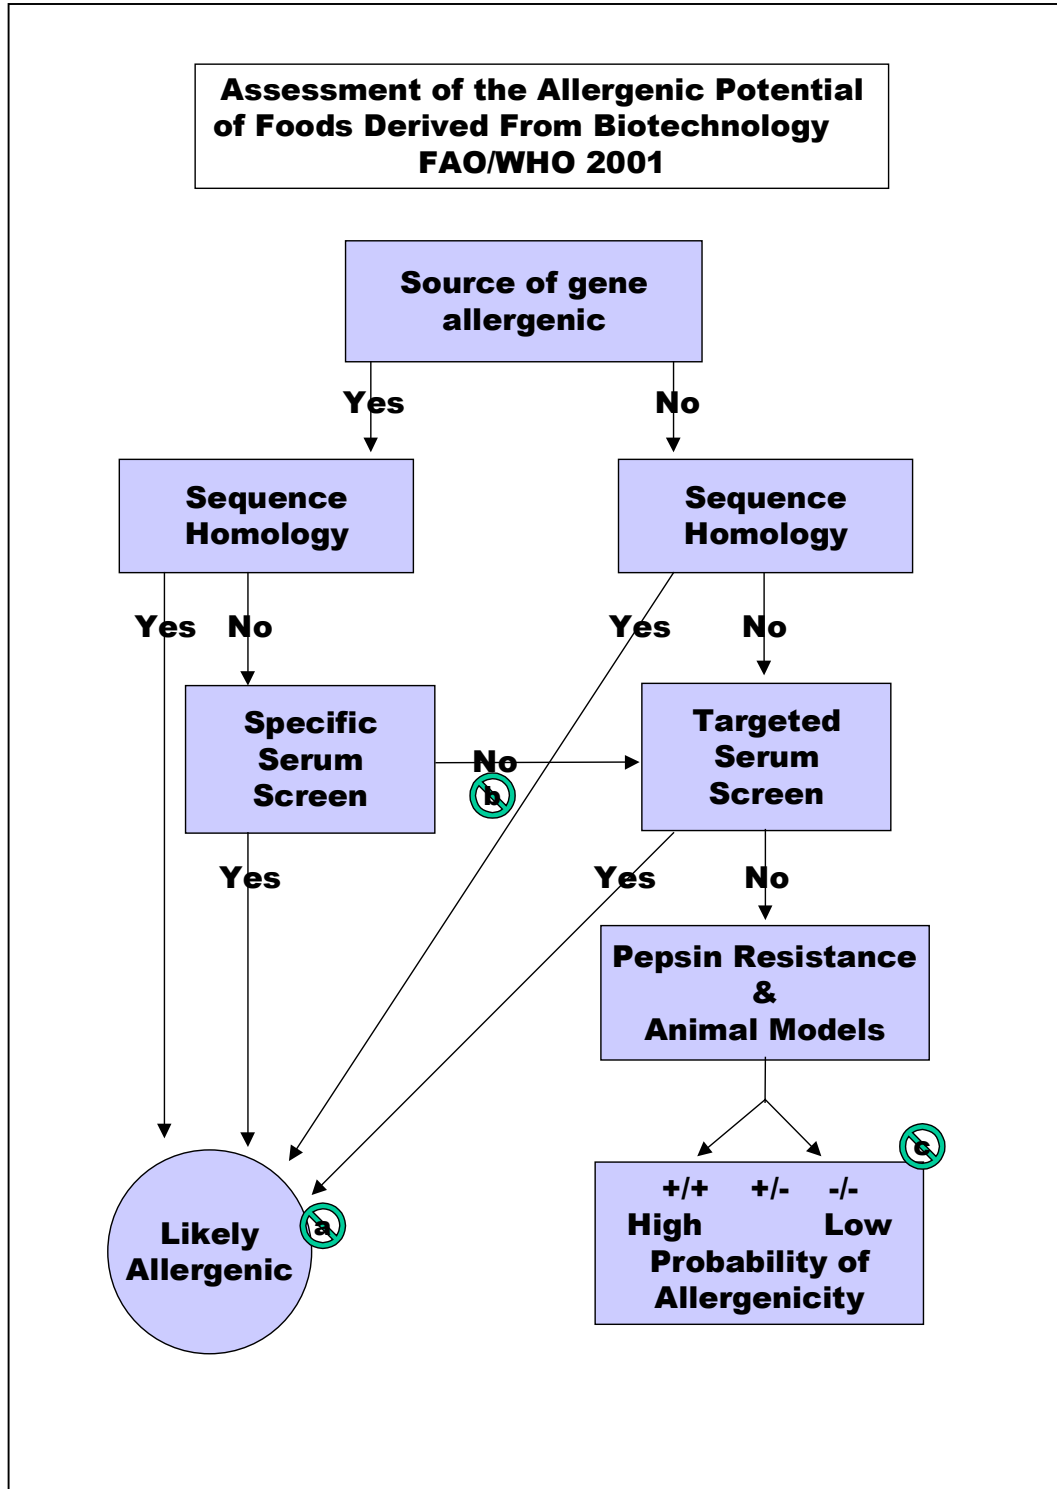 Assessment of the Allergenic Potential
of Foods Derived From Biotechnology
FAO/WHO 2001
Source of gene
allergenic
Yes
No
Sequence
Homology
Sequence
Homology
Yes
No
Yes
No
Specific
Serum
Screen
No
b
Targeted
Serum
Screen
Yes
Yes
No
Pepsin Resistance
&
Animal Models
c
Likely
Allergenic
a
+/+ +/- -/-
High Low
Probability of
Allergenicity